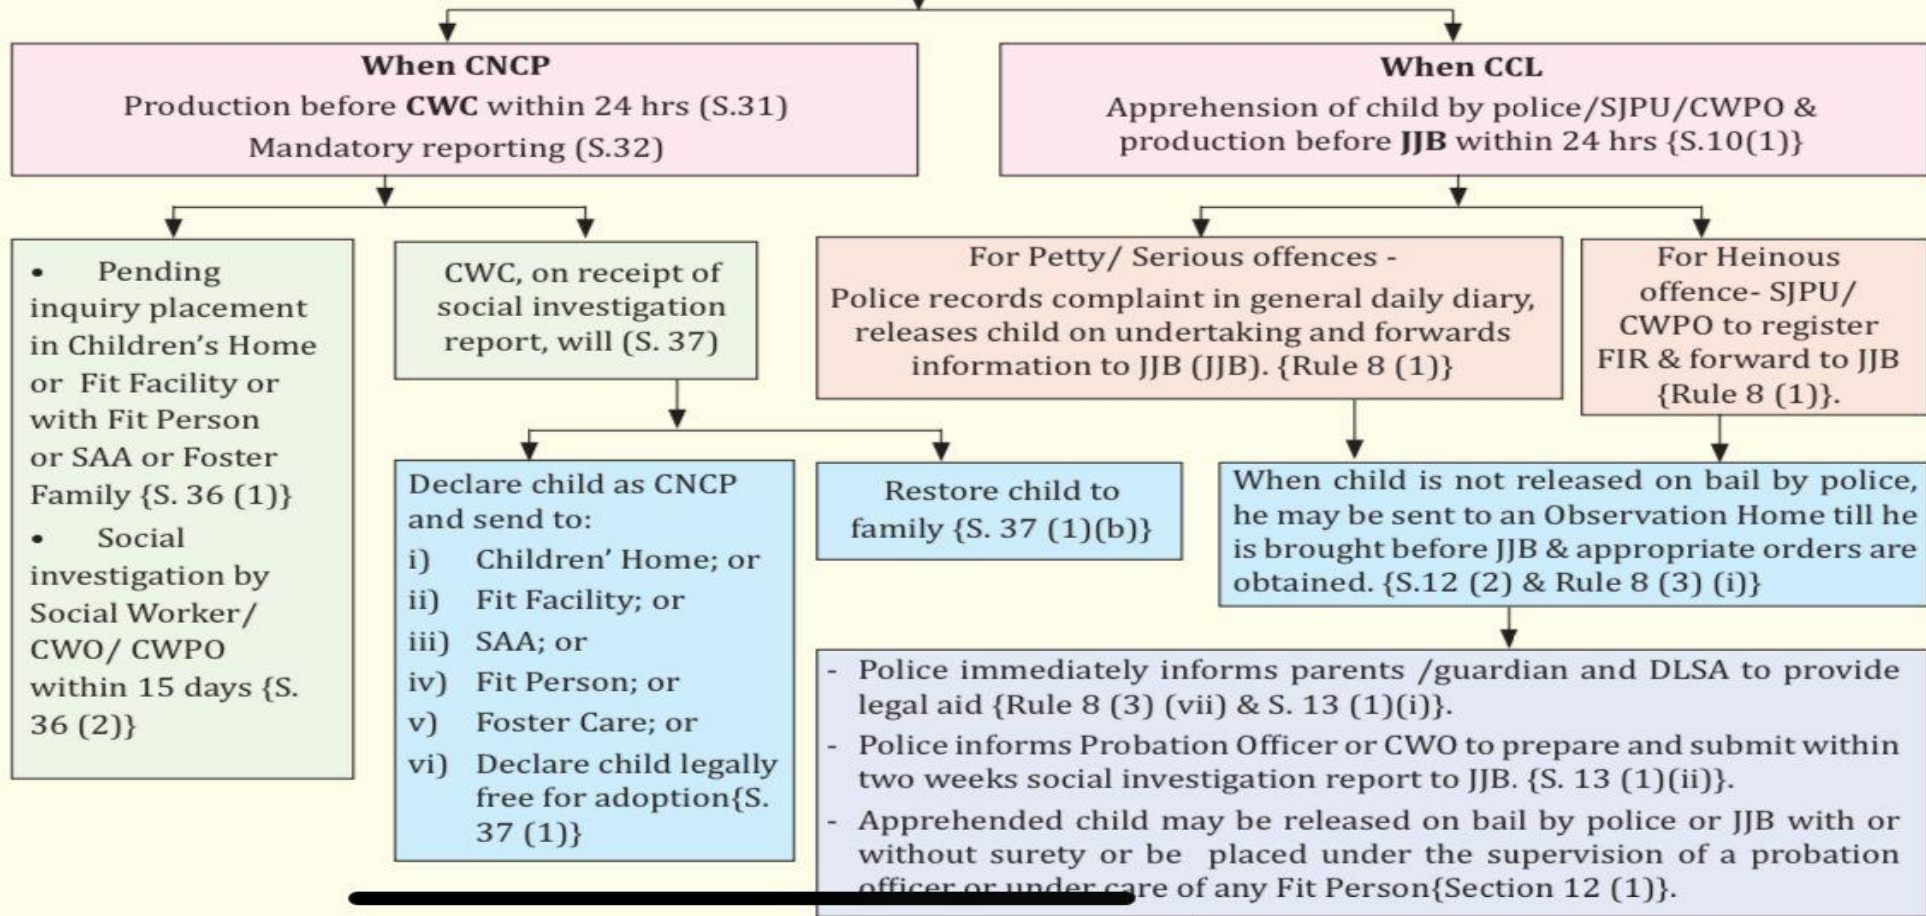 When CNCP
Production before CWC within 24 hrs (S.31)
Mandatory reporting (S.32)
When CCL
Apprehension of child by police/SJPU/CWPO &
production before JJB within 24 hrs {S.10(1)}
• Pending
inquiry placement
in Children's Home
or Fit Facility or
with Fit Person
or SAA or Foster
Family {S. 36 (1)}
• Social
investigation by
Social Worker/
CWO/ CWPO
within 15 days {S.
36 (2)}
CWC, on receipt of
social investigation
report, will (S. 37)
For Petty/ Serious offences -
Police records complaint in general daily diary,
releases child on undertaking and forwards
information to JJB (JJB). {Rule 8 (1)}
For Heinous
offence- SJPU/
CWPO to register
FIR & forward to JJB
{Rule 8 (1)}.
Declare child as CNCP
and send to:
i) Children' Home; or
ii) Fit Facility; or
iii) SAA; or
iv) Fit Person; or
v) Foster Care; or
vi) Declare child legally
free for adoption{S.
37 (1)}
Restore child to
family {S. 37 (1)(b)}
When child is not released on bail by police,
he may be sent to an Observation Home till he
is brought before JJB & appropriate orders are
obtained. {S.12 (2) & Rule 8 (3) (i)}
- Police immediately informs parents /guardian and DLSA to provide
legal aid {Rule 8 (3) (vii) & S. 13 (1)(i)}.
- Police informs Probation Officer or CWO to prepare and submit within
two weeks social investigation report to JJB. {S. 13 (1)(ii)}.
- Apprehended child may be released on bail by police or JJB with or
without surety or be placed under the supervision of a probation
officer or under care of any Fit Person{Section 12 (1)}.